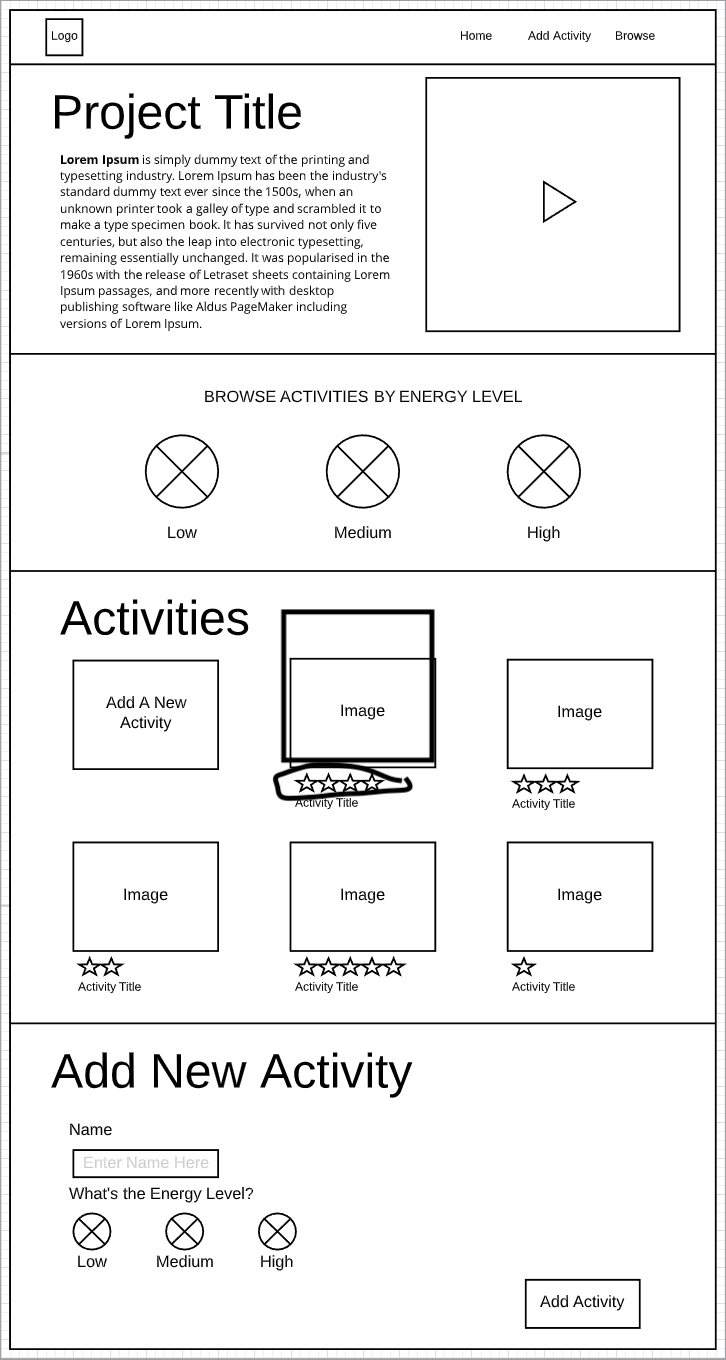 Logo
Home
Add Activity
Browse
Project Title
Lorem Ipsum is simply dummy text of the printing and
typesetting industry. Lorem Ipsum has been the industry's
standard dummy text ever since the 1500s, when an
unknown printer took a galley of type and scrambled it to
make a type specimen book. It has survived not only five
centuries, but also the leap into electronic typesetting,
remaining essentially unchanged. It was popularised in the
1960s with the release of Letraset sheets containing Lorem
Ipsum passages, and more recently with desktop
publishing software like Aldus PageMaker including
versions of Lorem Ipsum.
BROWSE ACTIVITIES BY ENERGY LEVEL
Low
Medium
High
Activities
Add A New
Activity
Image
Activity Title
Image
Activity Title
Image
Activity Title
Image
Activity Title
Image
Activity Title
Add New Activity
Name
Enter Name Here
What's the Energy Level?
Low
Medium
High
Add Activity